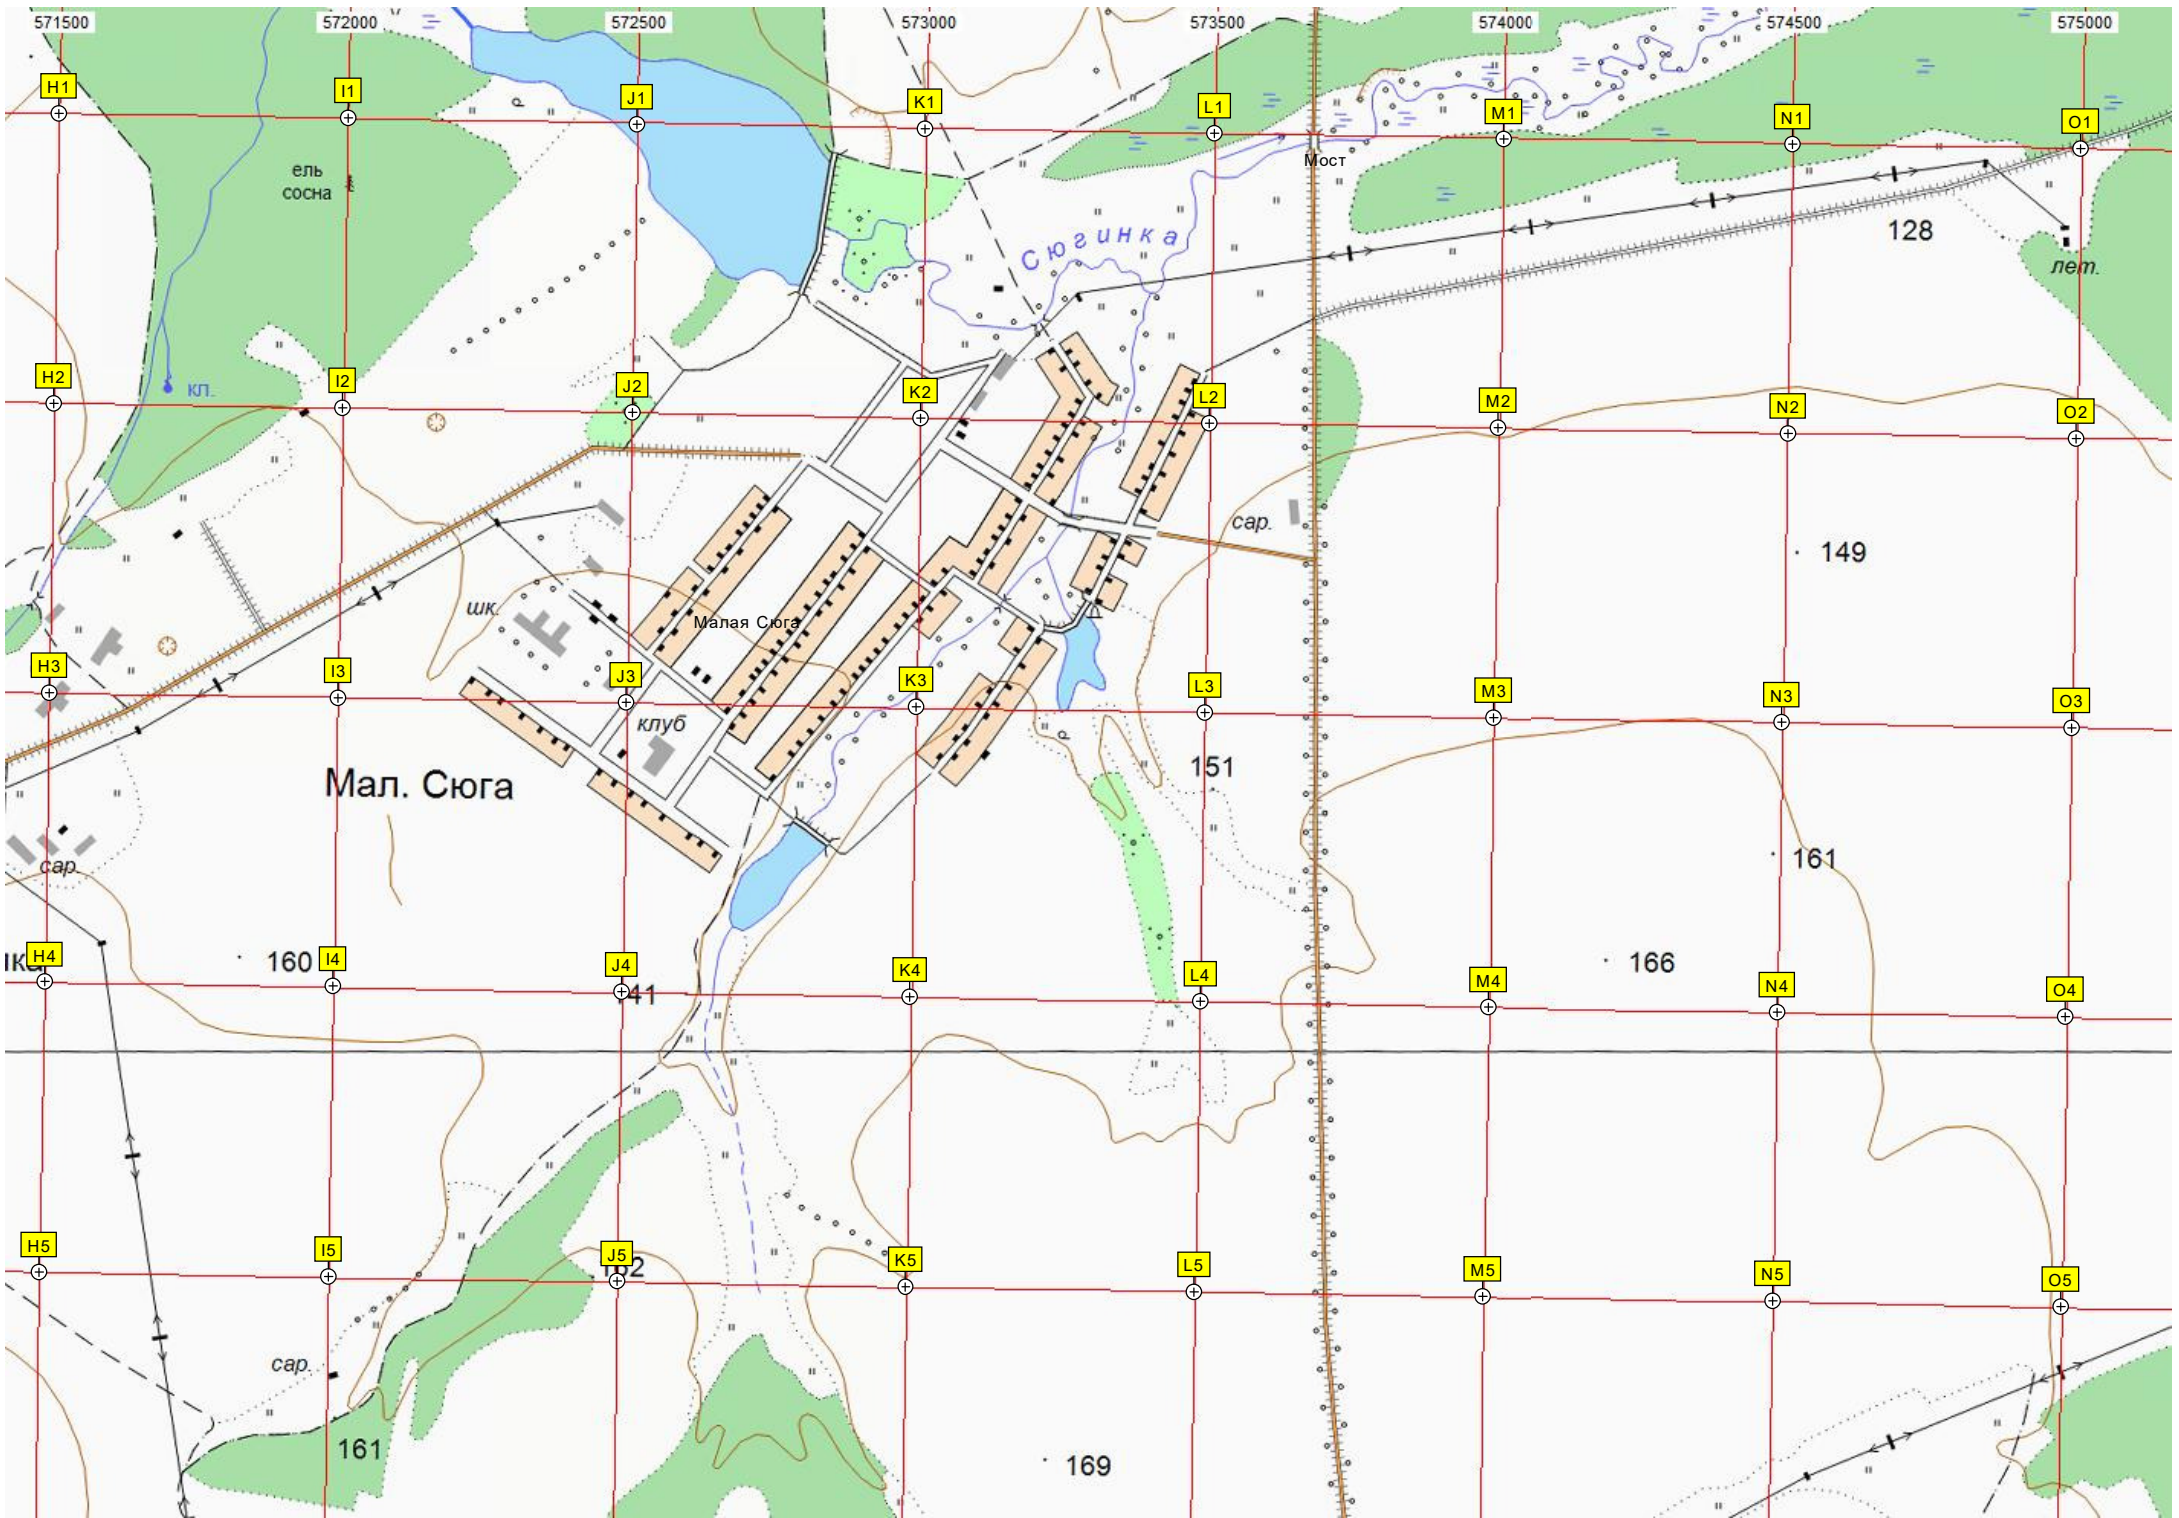 571500 572000 572500 573000 573500 574000 574500 575000
H1 I1 J1 K1 L1 M1 N1 O1
Мост
ель
сосна
128
Сюгинка
лет.
кл.
H2 I2 J2 K2 L2 M2 N2 O2
сар.
149
шк.
Малая Сюга
H3 I3 J3 K3 L3 M3 N3 O3
клуб
151
Мал. Сюга
161
сар.
160
166
H4 I4 J4 K4 L4 M4 N4 O4
H5 I5 J5 K5 L5 M5 N5 O5
сар.
161
169